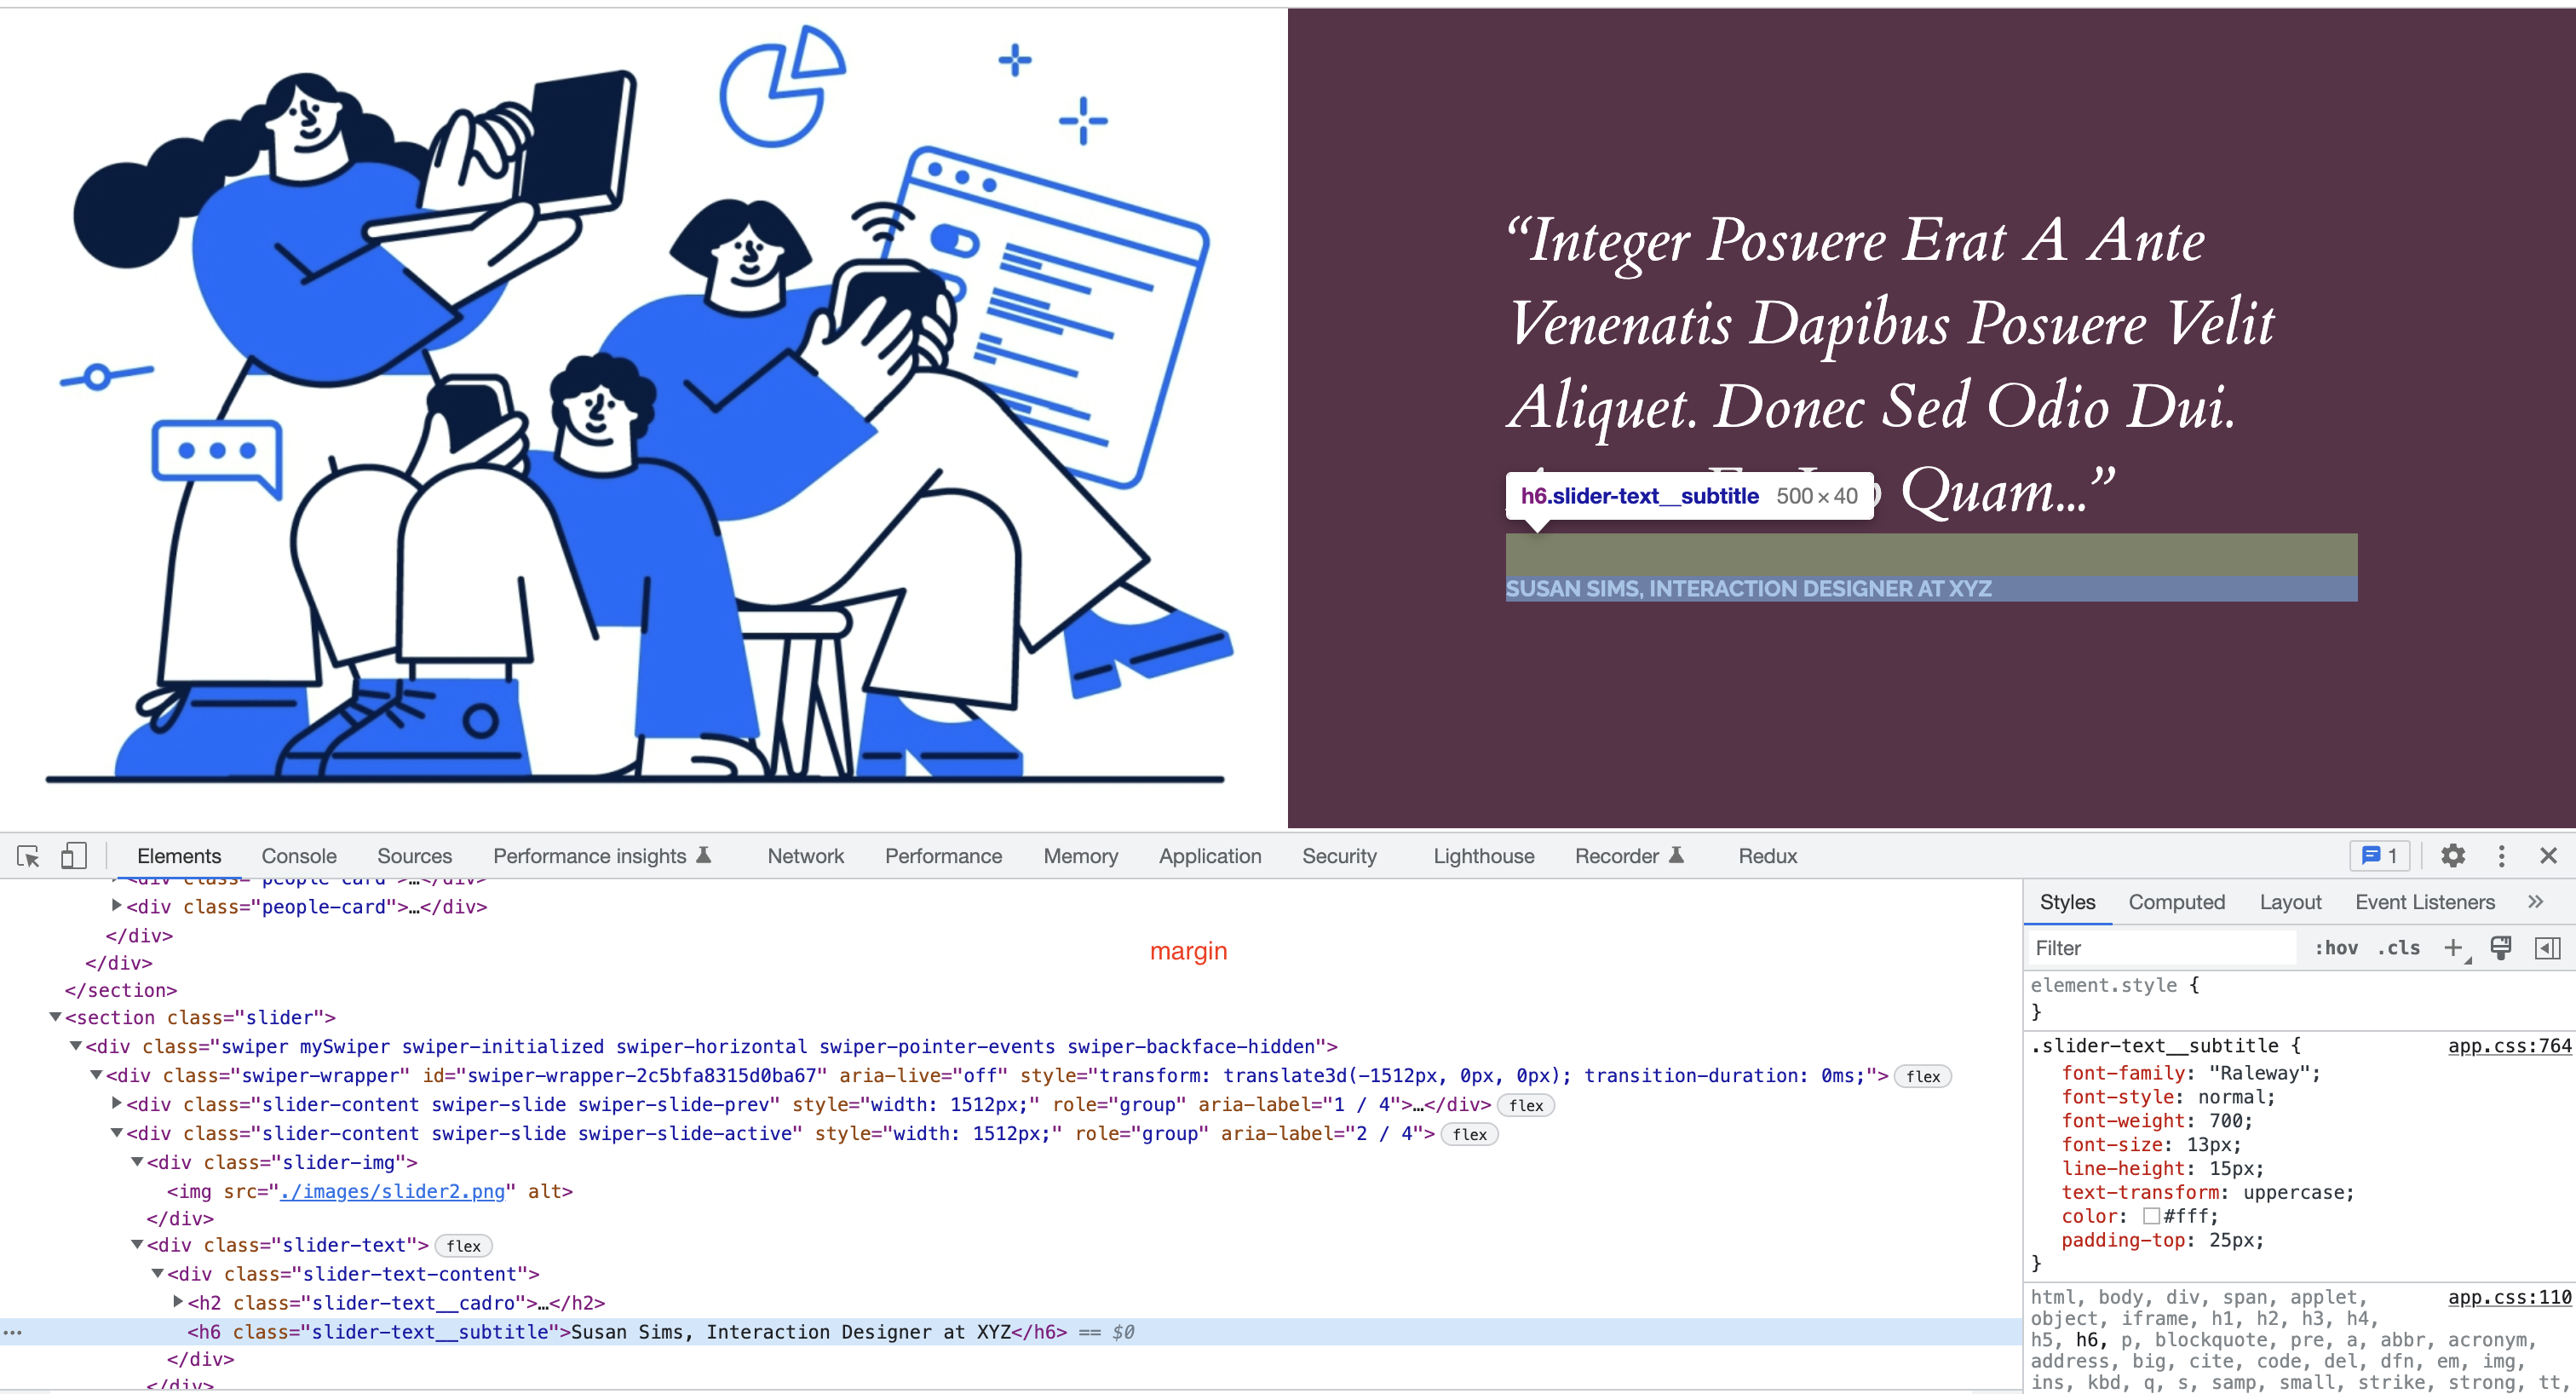 “Integer Posuere Erat A Ante
Venenatis Dapibus Posuere Velit
Aliquet. Donec Sed Odio Dui.
Quam...”
h6.slider-text__subtitle 500 × 40
SUSAN SIMS, INTERACTION DESIGNER AT XYZ
Elements Console Sources Performance insights Network Performance Memory Application Security Lighthouse Recorder Redux 1
<div class="people-card">…</div>
<div class="people-card">…</div>
</div>
margin
</div>
</section>
<section class="slider">
<div class="swiper mySwiper swiper-initialized swiper-horizontal swiper-pointer-events swiper-backface-hidden">
<div class="swiper-wrapper" id="swiper-wrapper-2c5bfa8315d0ba67" aria-live="off" style="transform: translate3d(-1512px, 0px, 0px); transition-duration: 0ms;"> flex
<div class="slider-content swiper-slide swiper-slide-prev" style="width: 1512px;" role="group" aria-label="1 / 4">…</div> flex
<div class="slider-content swiper-slide swiper-slide-active" style="width: 1512px;" role="group" aria-label="2 / 4"> flex
<div class="slider-img">
<img src="./images/slider2.png" alt>
</div>
<div class="slider-text"> flex
<div class="slider-text-content">
<h2 class="slider-text__cadro">…</h2>
... <h6 class="slider-text__subtitle">Susan Sims, Interaction Designer at XYZ</h6> == $0
</div>
</div>
Styles Computed Layout Event Listeners »
Filter :hov .cls +
element.style {
}
.slider-text__subtitle { app.css:764
font-family: "Raleway";
font-style: normal;
font-weight: 700;
font-size: 13px;
line-height: 15px;
text-transform: uppercase;
color: #fff;
padding-top: 25px;
}
html, body, div, span, applet, app.css:110
object, iframe, h1, h2, h3, h4,
h5, h6, p, blockquote, pre, a, abbr, acronym,
address, big, cite, code, del, dfn, em, img,
ins, kbd, q, s, samp, small, strike, strong, tt,